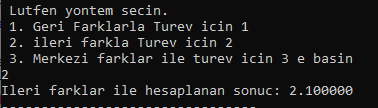 Lutfen yontem secin.
1. Geri Farklarla Turev icin 1
2. ileri farkla Turev icin 2
3. Merkezi farklar ile turev icin 3 e basin
2
Ileri farklar ile hesaplanan sonuc: 2.100000
--------------------------------